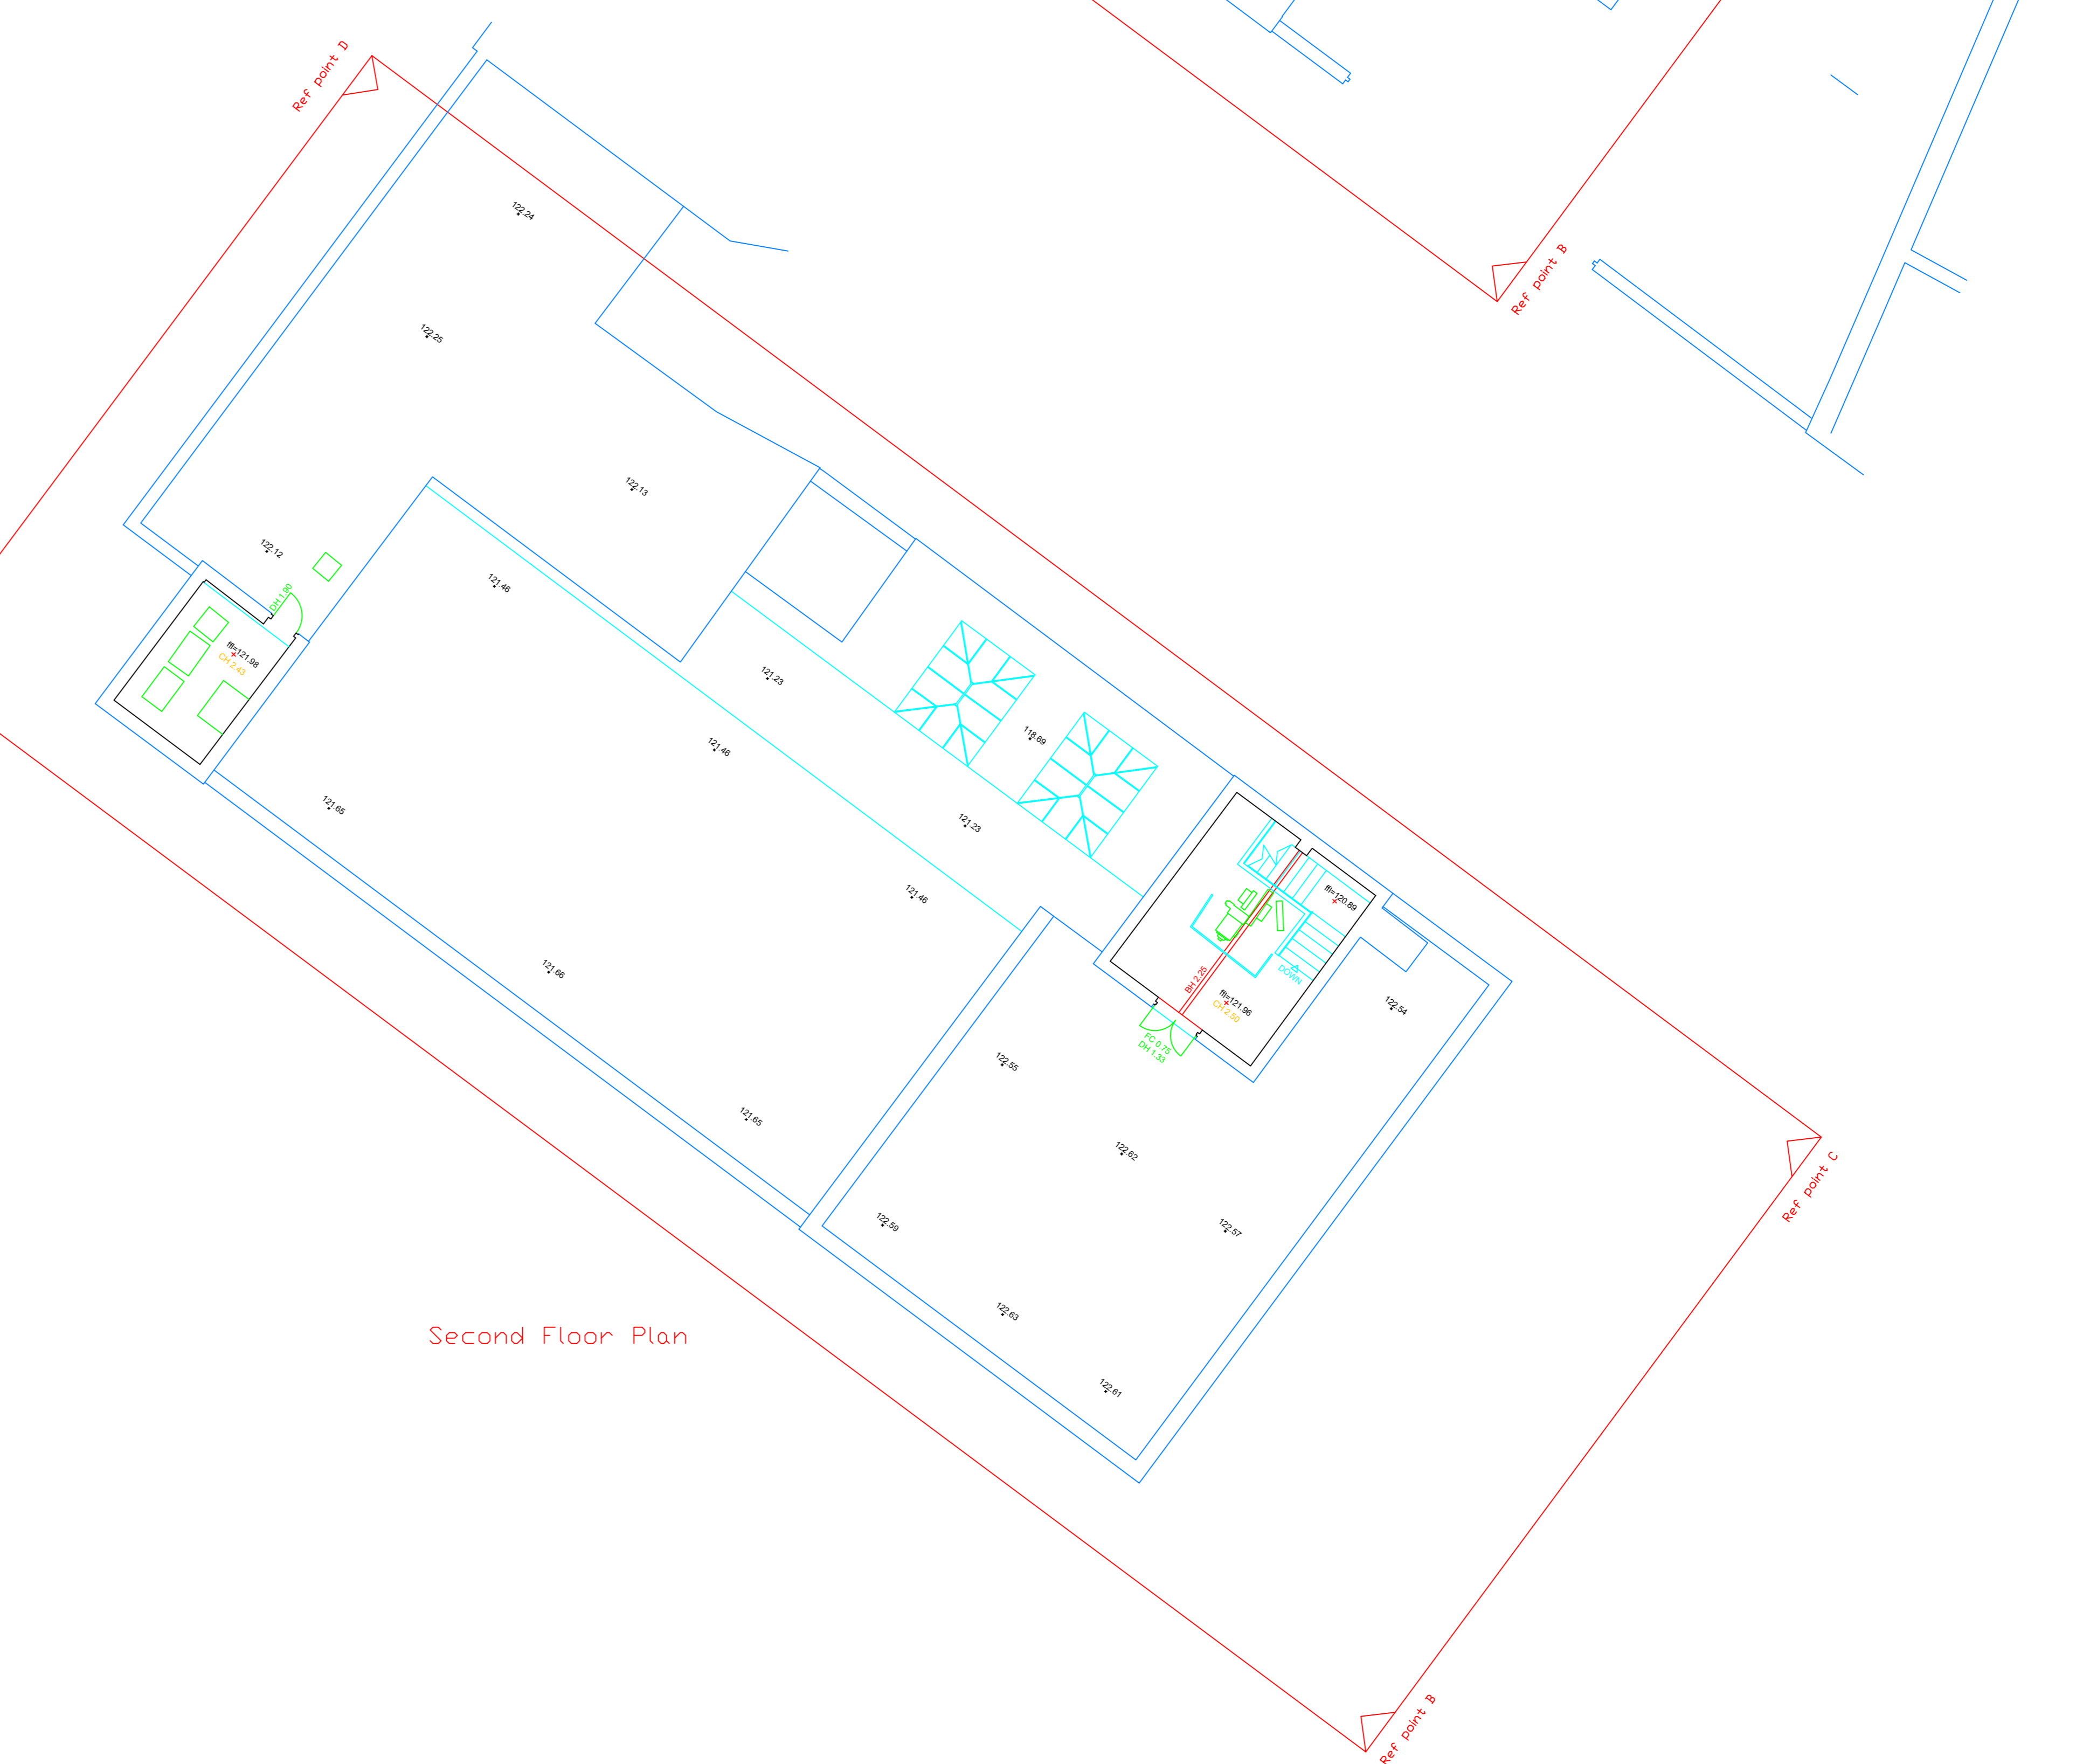 Ref point D
122.24
Ref point B
122.25
122.13
122.12
DH 1.90
121.46
ffl=121.98
CH 2.43
121.23
118.69
121.46
121.65
121.23
121.46
ffl=120.89
DOWN
BH 2.25
ffl=121.96
CH 2.50
122.54
FC 0.75
DH 1.33
121.66
122.55
121.65
122.62
Ref point C
122.59
122.57
122.63
Second Floor Plan
122.61
Ref point B